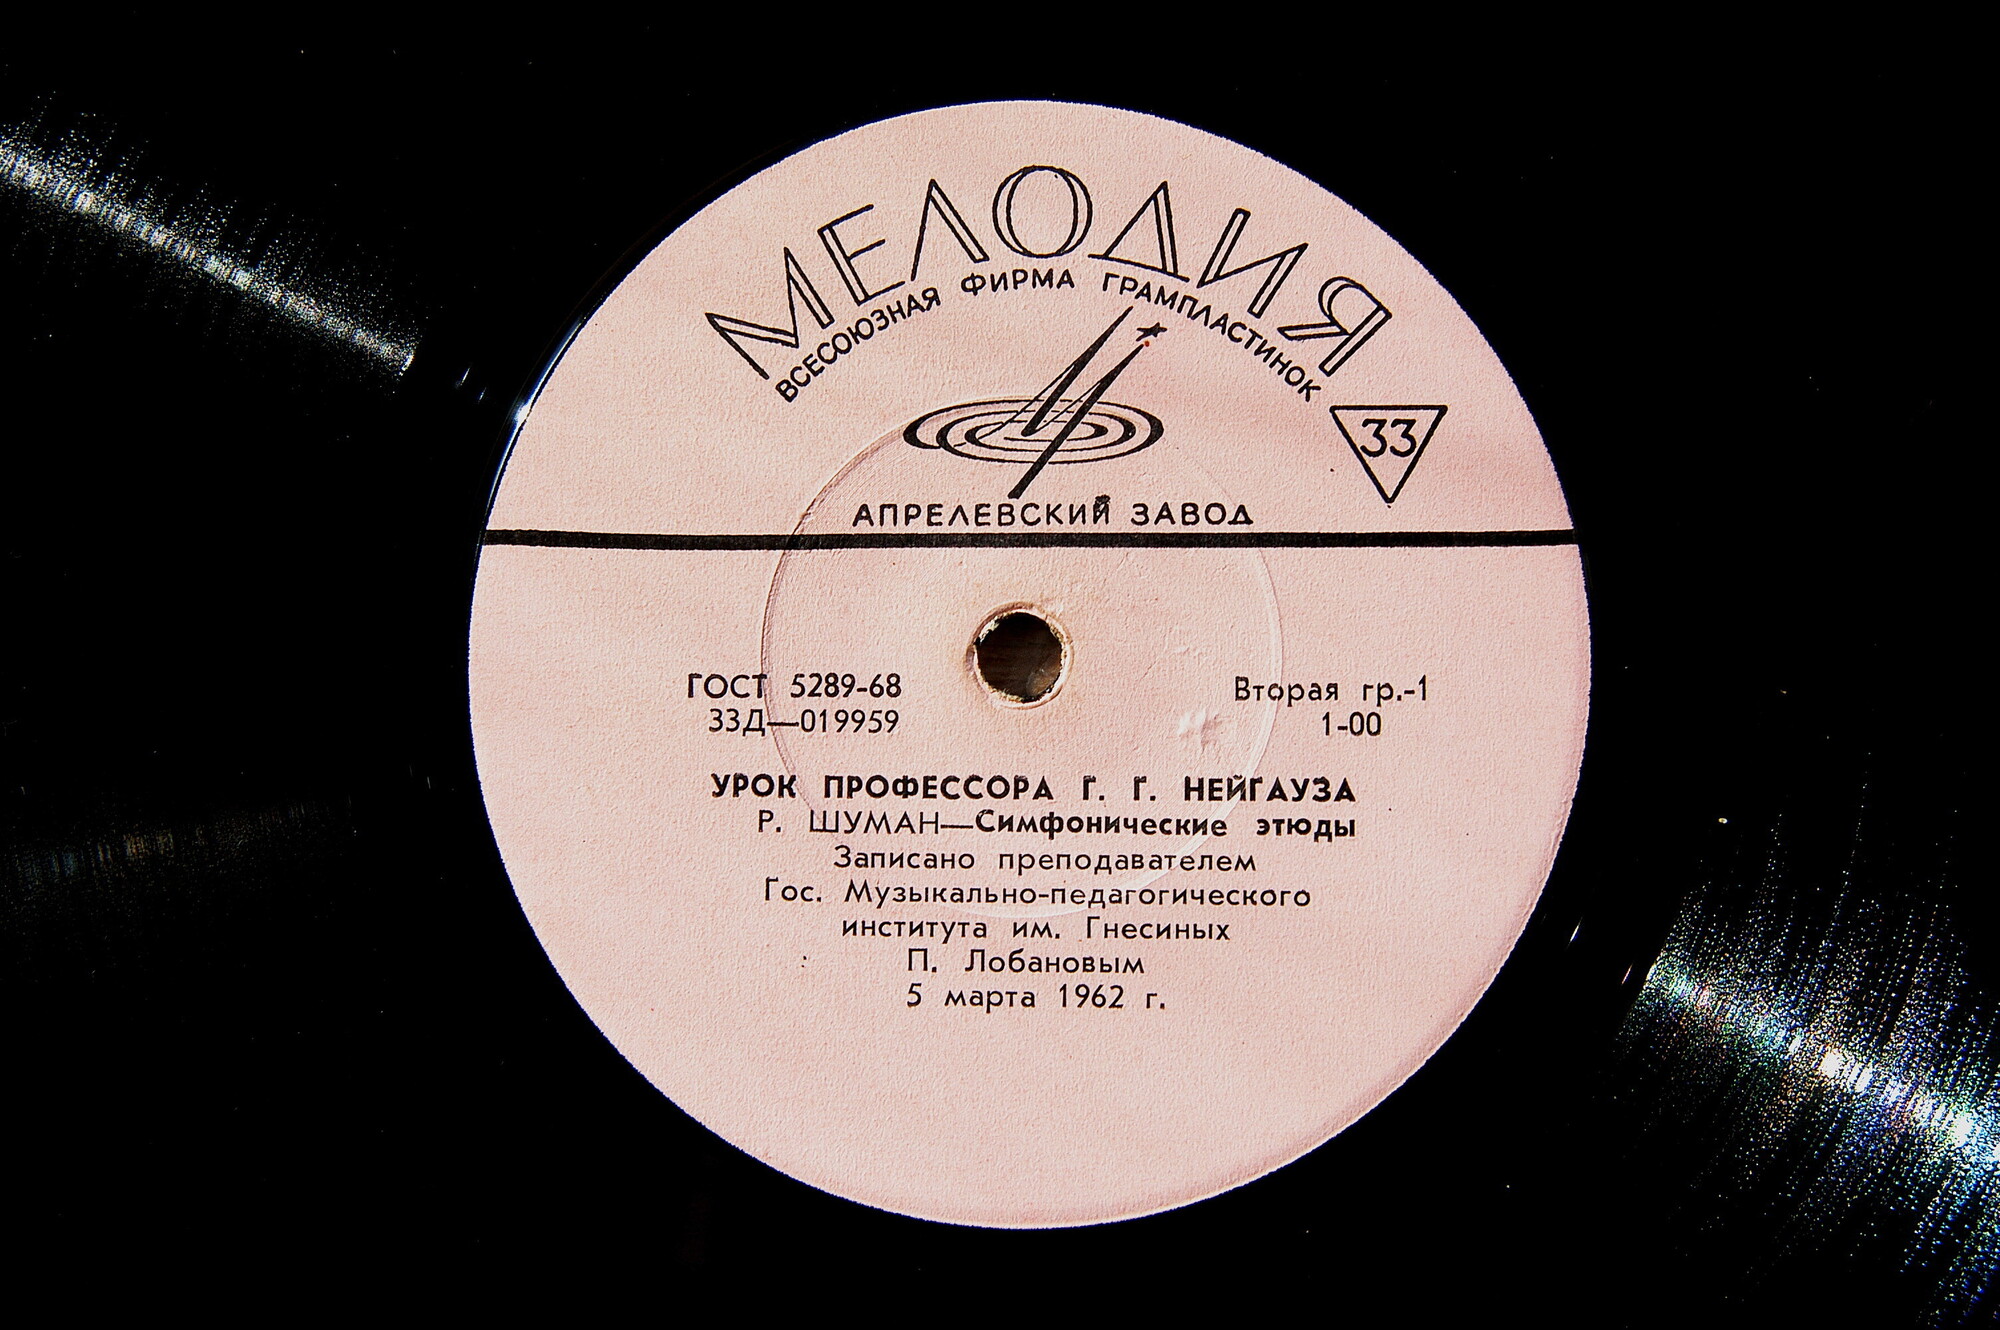 МЕЛОДИЯ
ВСЕСОЮЗНАЯ ФИРМА ГРАМПЛАСТИНОК
33
АПРЕЛЕВСКИЙ ЗАВОД
ГОСТ 5289-68
Вторая гр.-1
33Д—019959
1-00
УРОК ПРОФЕССОРА Г. Г. НЕЙГАУЗА
Р. ШУМАН—Симфонические этюды
Записано преподавателем
Гос. Музыкально-педагогического
института им. Гнесиных
П. Лобановым
5 марта 1962 г.